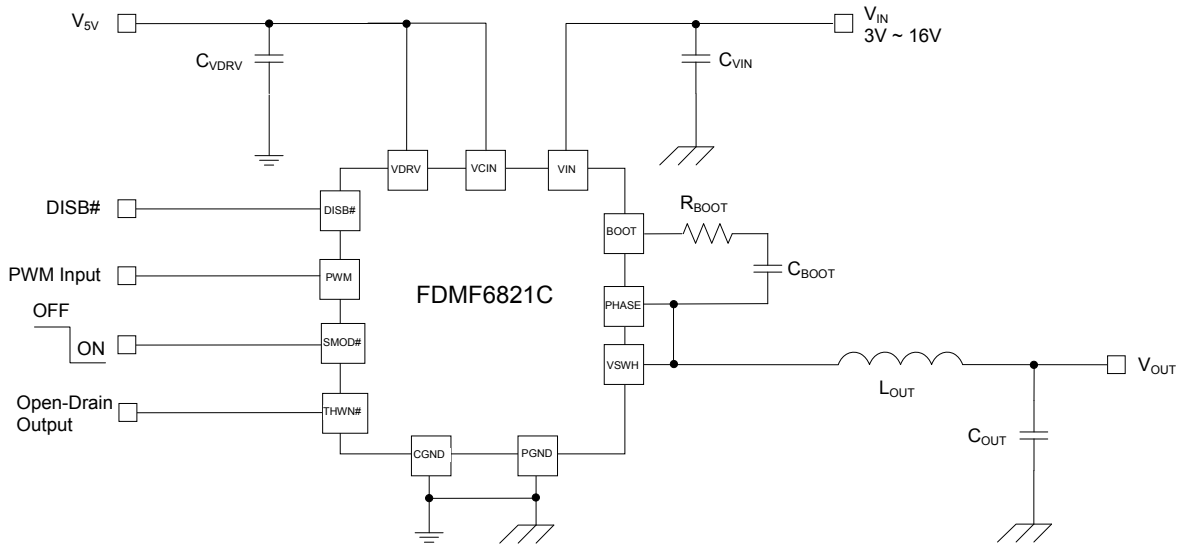 V5V
VIN
3V ~ 16V
CVDRV
CVIN
VDRV
VCIN
VIN
DISB#
DISB#
BOOT
RBOOT
CBOOT
PWM Input
PWM
FDMF6821C
PHASE
OFF
ON
SMOD#
VSWH
LOUT
VOUT
Open-Drain
Output
THWN#
COUT
CGND
PGND